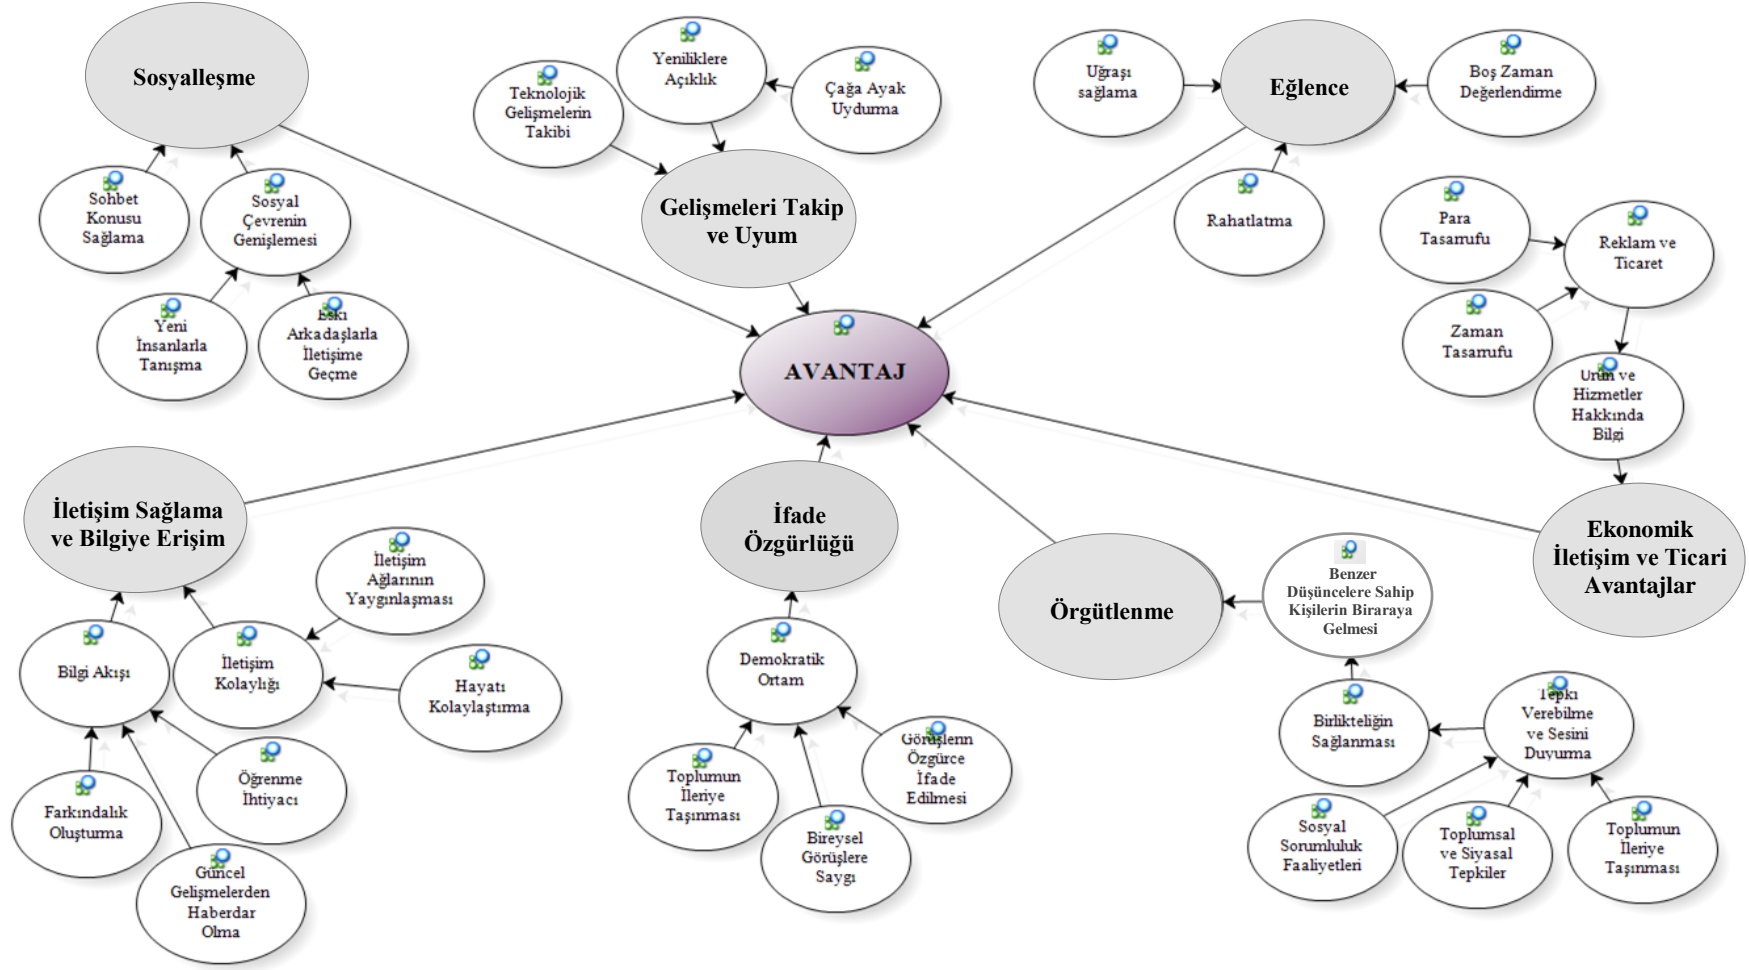 Sosyalleşme
Sohbet
Konusu
Sağlama
Sosyal
Çevrenin
Genişlemesi
Yeni
İnsanlarla
Tanışma
Eski
Arkadaşlarla
İletişime
Geçme
Teknolojik
Gelişmelerin
Takibi
Yeniliklere
Açıklık
Çağa Ayak
Uydurma
Gelişmeleri Takip
ve Uyum
Uğraşı
sağlama
Eğlence
Boş Zaman
Değerlendirme
Rahatlatma
Para
Tasarrufu
Reklam ve
Ticaret
Zaman
Tasarrufu
Ürün ve
Hizmetler
Hakkında
Bilgi
AVANTAJ
İletişim Sağlama
ve Bilgiye Erişim
İletişim
Ağlarının
Yaygınlaşması
Bilgi Akışı
İletişim
Kolaylığı
Hayatı
Kolaylaştırma
Öğrenme
İhtiyacı
Farkındalık
Oluşturma
Güncel
Gelişmelerden
Haberdar
Olma
İfade
Özgürlüğü
Demokratik
Ortam
Toplumun
İleriye
Taşınması
Bireysel
Görüşlere
Saygı
Görüşlerin
Özgürce
İfade
Edilmesi
Örgütlenme
Benzer
Düşüncelere Sahip
Kişilerin Biraraya
Gelmesi
Ekonomik
İletişim ve Ticari
Avantajlar
Birlikteliğin
Sağlanması
Tepki
Verebilme
ve Sesini
Duyurma
Sosyal
Sorumluluk
Faaliyetleri
Toplumsal
ve Siyasal
Tepkiler
Toplumun
İleriye
Taşınması